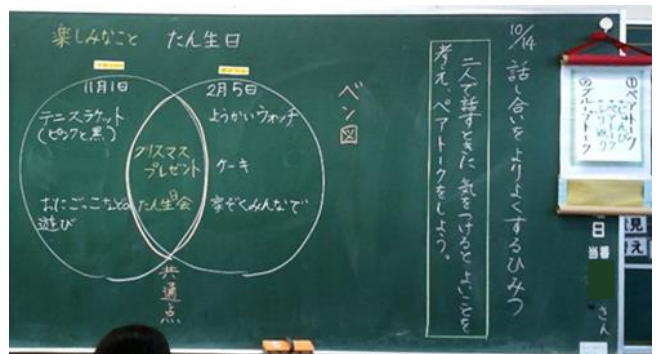 10/14 話し合いをよりよくするひみつ
二人で話すときに気をつけるとよいことを
考え、ペアトークをしよう。
ベン図
楽しみなこと たん生日
11月1日
テニスラケット
(ピンクと黒)
おにごっこなどの
遊び
クリスマス
プレゼント
たん生日会
2月5日
ようかいウォッチ
ケーキ
家ぞくみんなで
共通点
①ペアトーク
②グループトーク
日
当番
さん
意見
考え